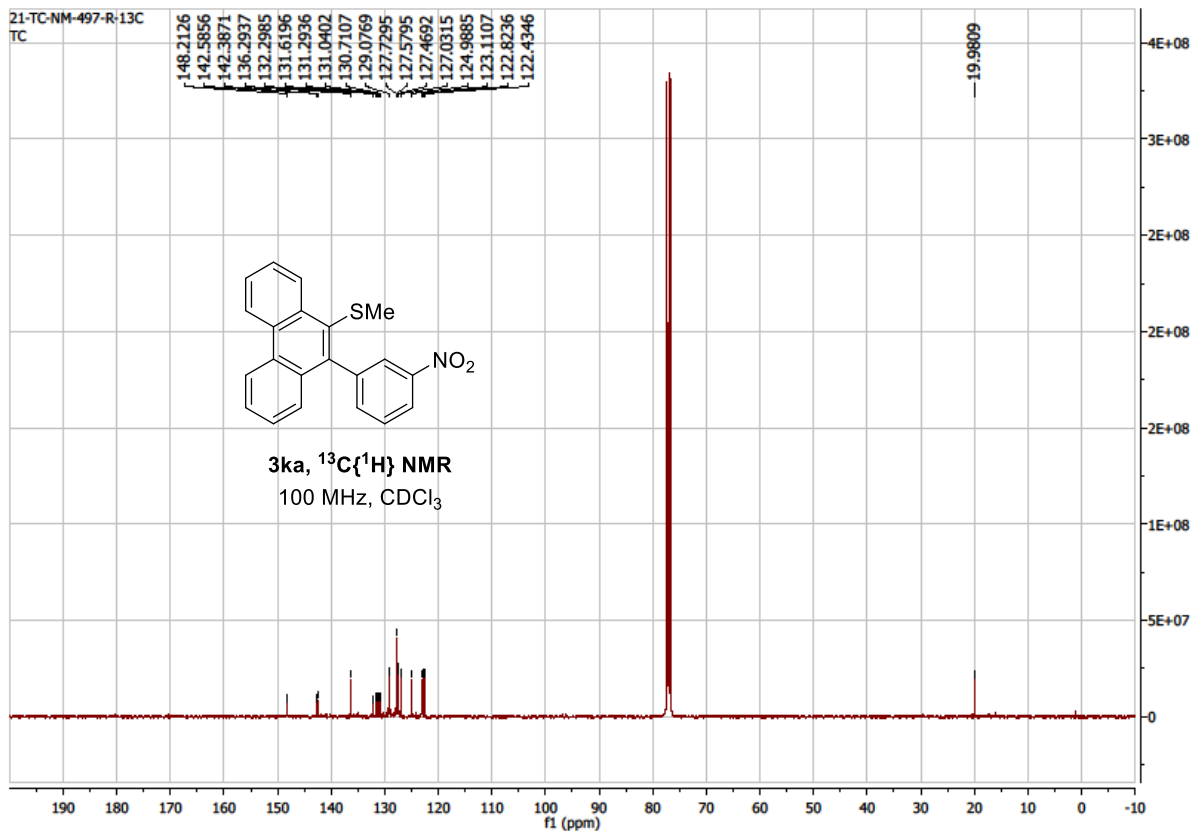 21-TC-NM-497-R-13C
TC
148.2126
142.5856
142.3871
136.2937
132.2985
131.6196
131.2936
131.0402
130.7107
129.0769
127.7295
127.5795
127.4692
127.0315
124.9885
123.1107
122.8236
122.4346
19.9809
4E+08
3E+08
2E+08
2E+08
2E+08
1E+08
5E+07
0
SMe
NO2
3ka, 13C{1H} NMR
100 MHz, CDCl3
190 180 170 160 150 140 130 120 110 100 90 80 70 60 50 40 30 20 10 0 -10
f1 (ppm)